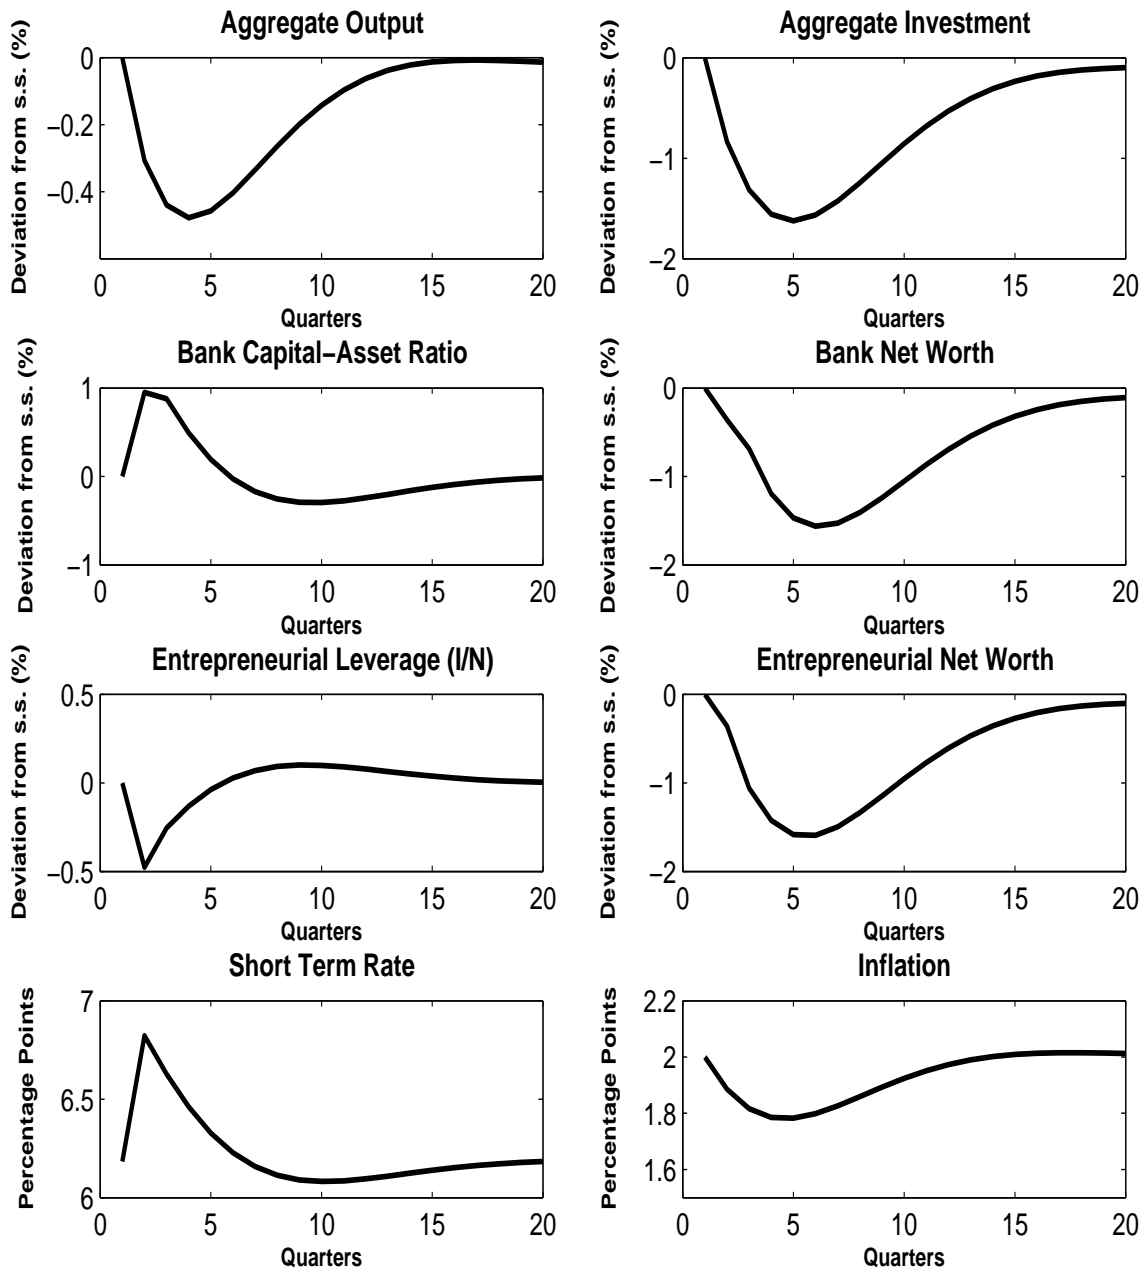 Aggregate Output
Deviation from s.s. (%)
0
−0.2
−0.4
0 5 10 15 20
Quarters
Aggregate Investment
Deviation from s.s. (%)
0
−1
−2
0 5 10 15 20
Quarters
Bank Capital−Asset Ratio
Deviation from s.s. (%)
1
0
−1
0 5 10 15 20
Quarters
Bank Net Worth
Deviation from s.s. (%)
0
−1
−2
0 5 10 15 20
Quarters
Entrepreneurial Leverage (I/N)
Deviation from s.s. (%)
0.5
0
−0.5
0 5 10 15 20
Quarters
Entrepreneurial Net Worth
Deviation from s.s. (%)
0
−1
−2
0 5 10 15 20
Quarters
Short Term Rate
Percentage Points
7
6.5
6
0 5 10 15 20
Quarters
Inflation
Percentage Points
2.2
2
1.8
1.6
0 5 10 15 20
Quarters